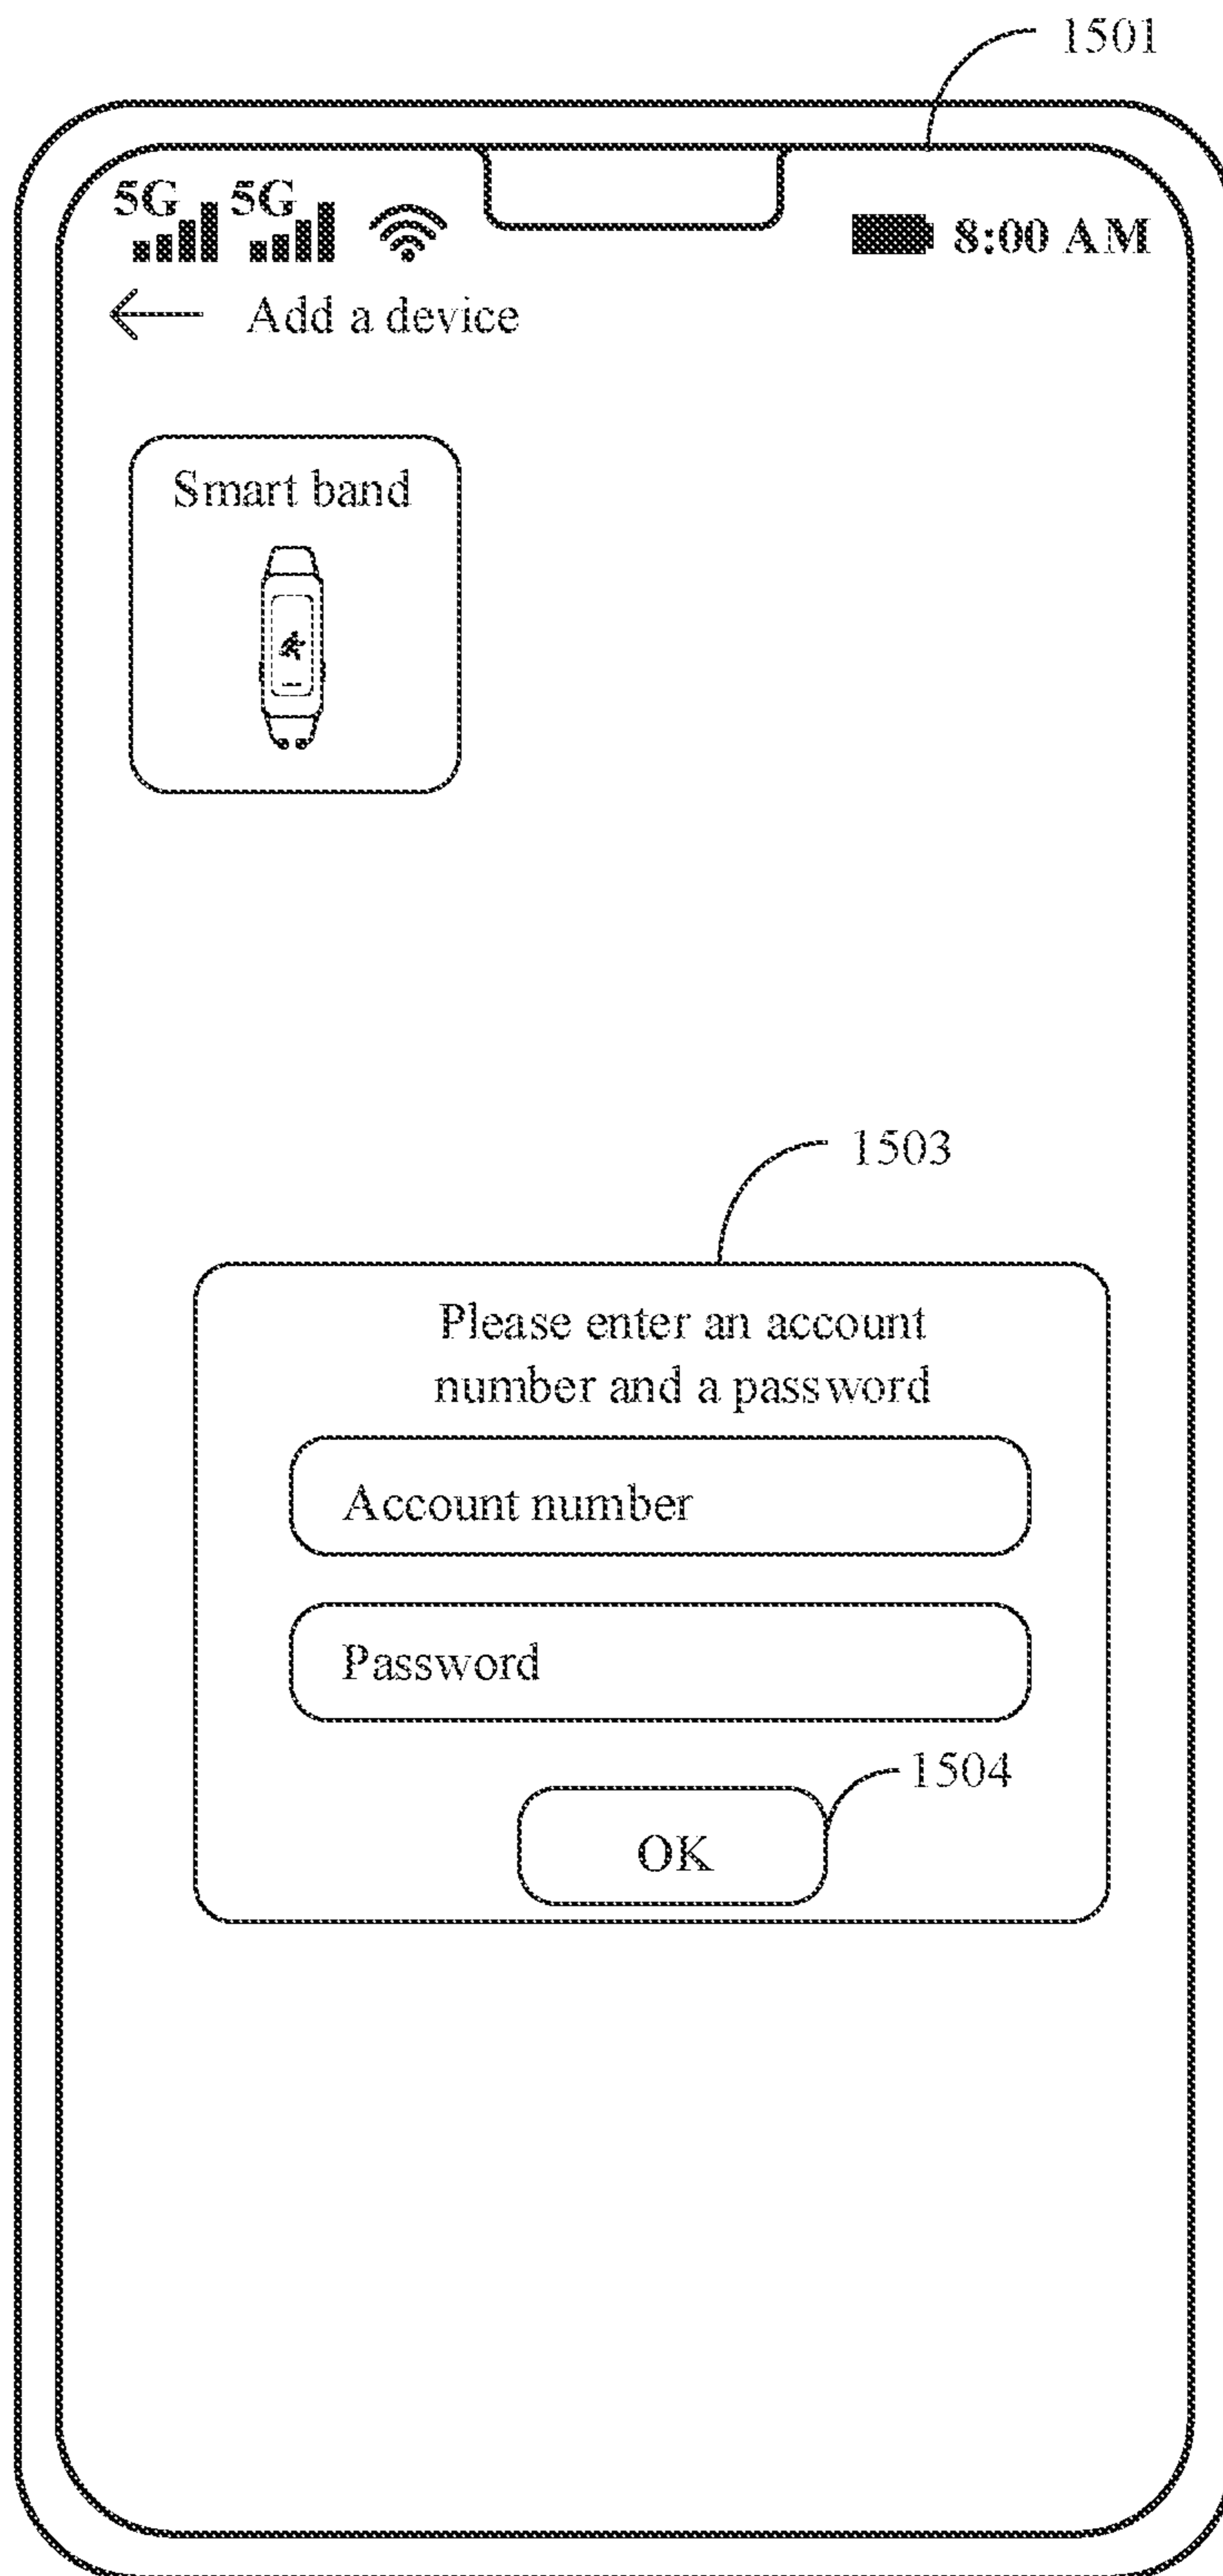 1501
5G 5G 8:00 AM
Add a device
Smart band
1503
Please enter an account
number and a password
Account number
Password
1504
OK